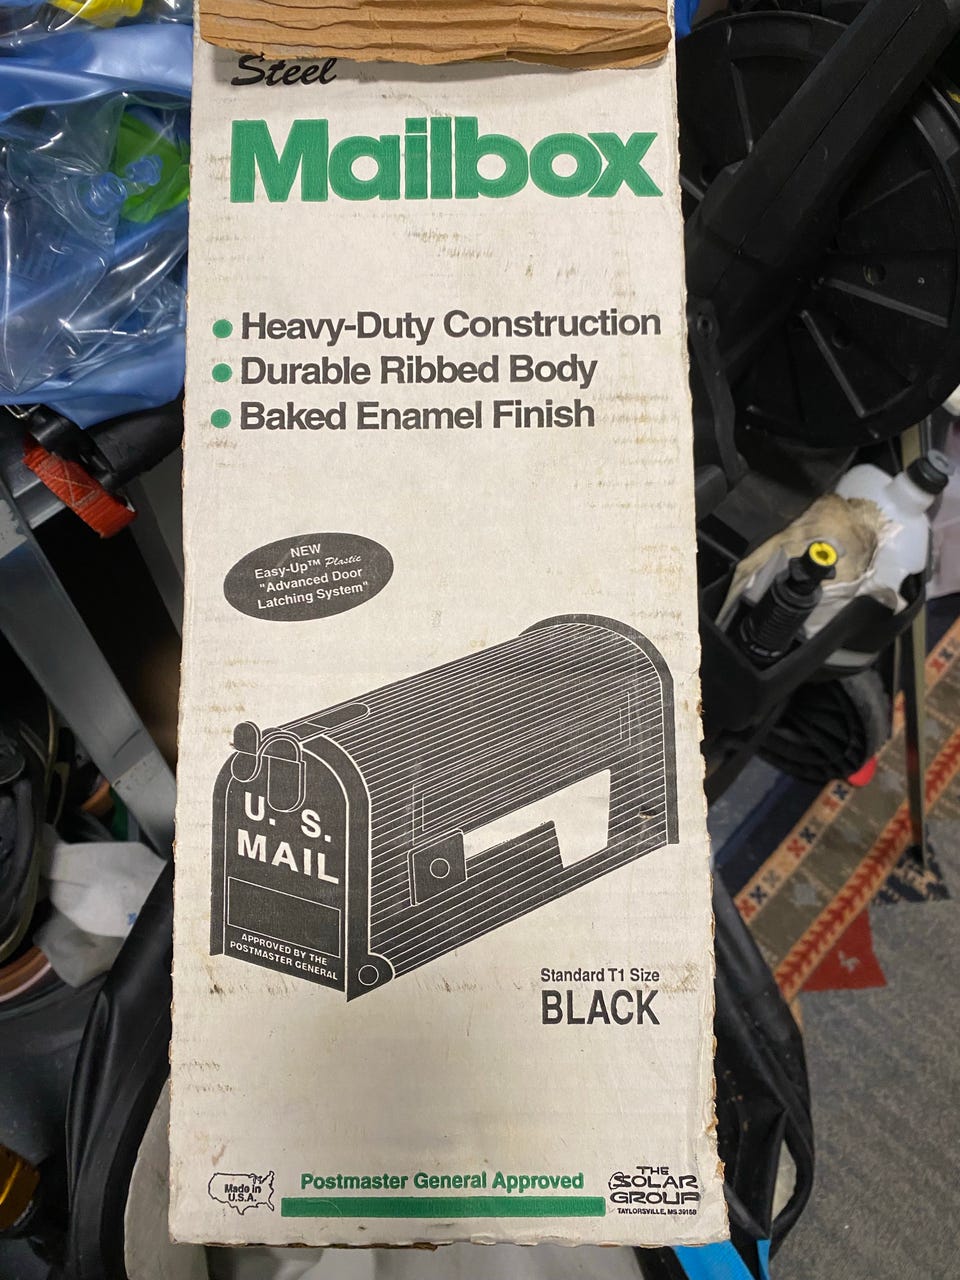 Steel
Mailbox
• Heavy-Duty Construction
• Durable Ribbed Body
• Baked Enamel Finish
NEW
Easy-Up™ Plastic
"Advanced Door
Latching System"
U. S.
MAIL
APPROVED BY THE
POSTMASTER GENERAL
Standard T1 Size
BLACK
Made in
U.S.A.
Postmaster General Approved
THE
SOLAR
GROUP
TAYLORSVILLE, MS 39168